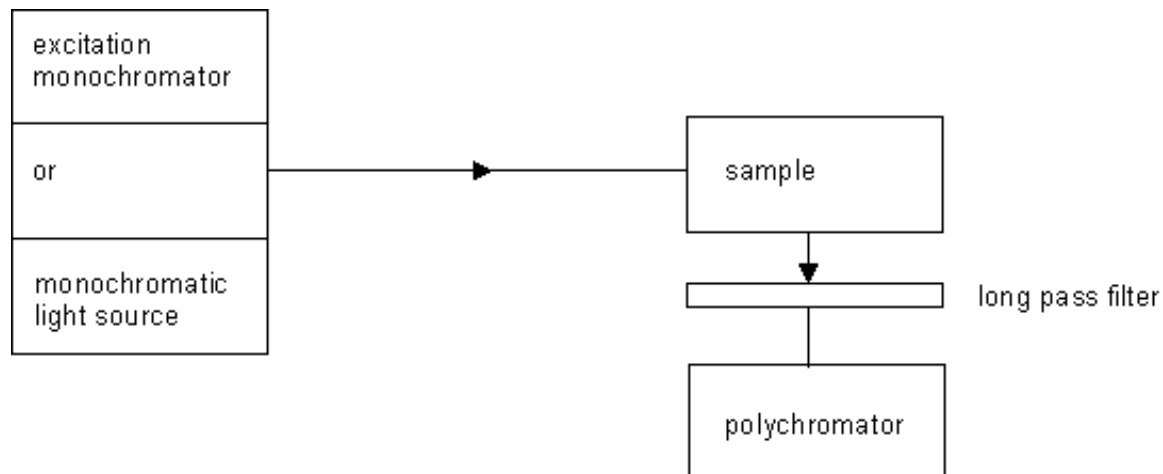 excitation
monochromator
or
monochromatic
light source
sample
long pass filter
polychromator